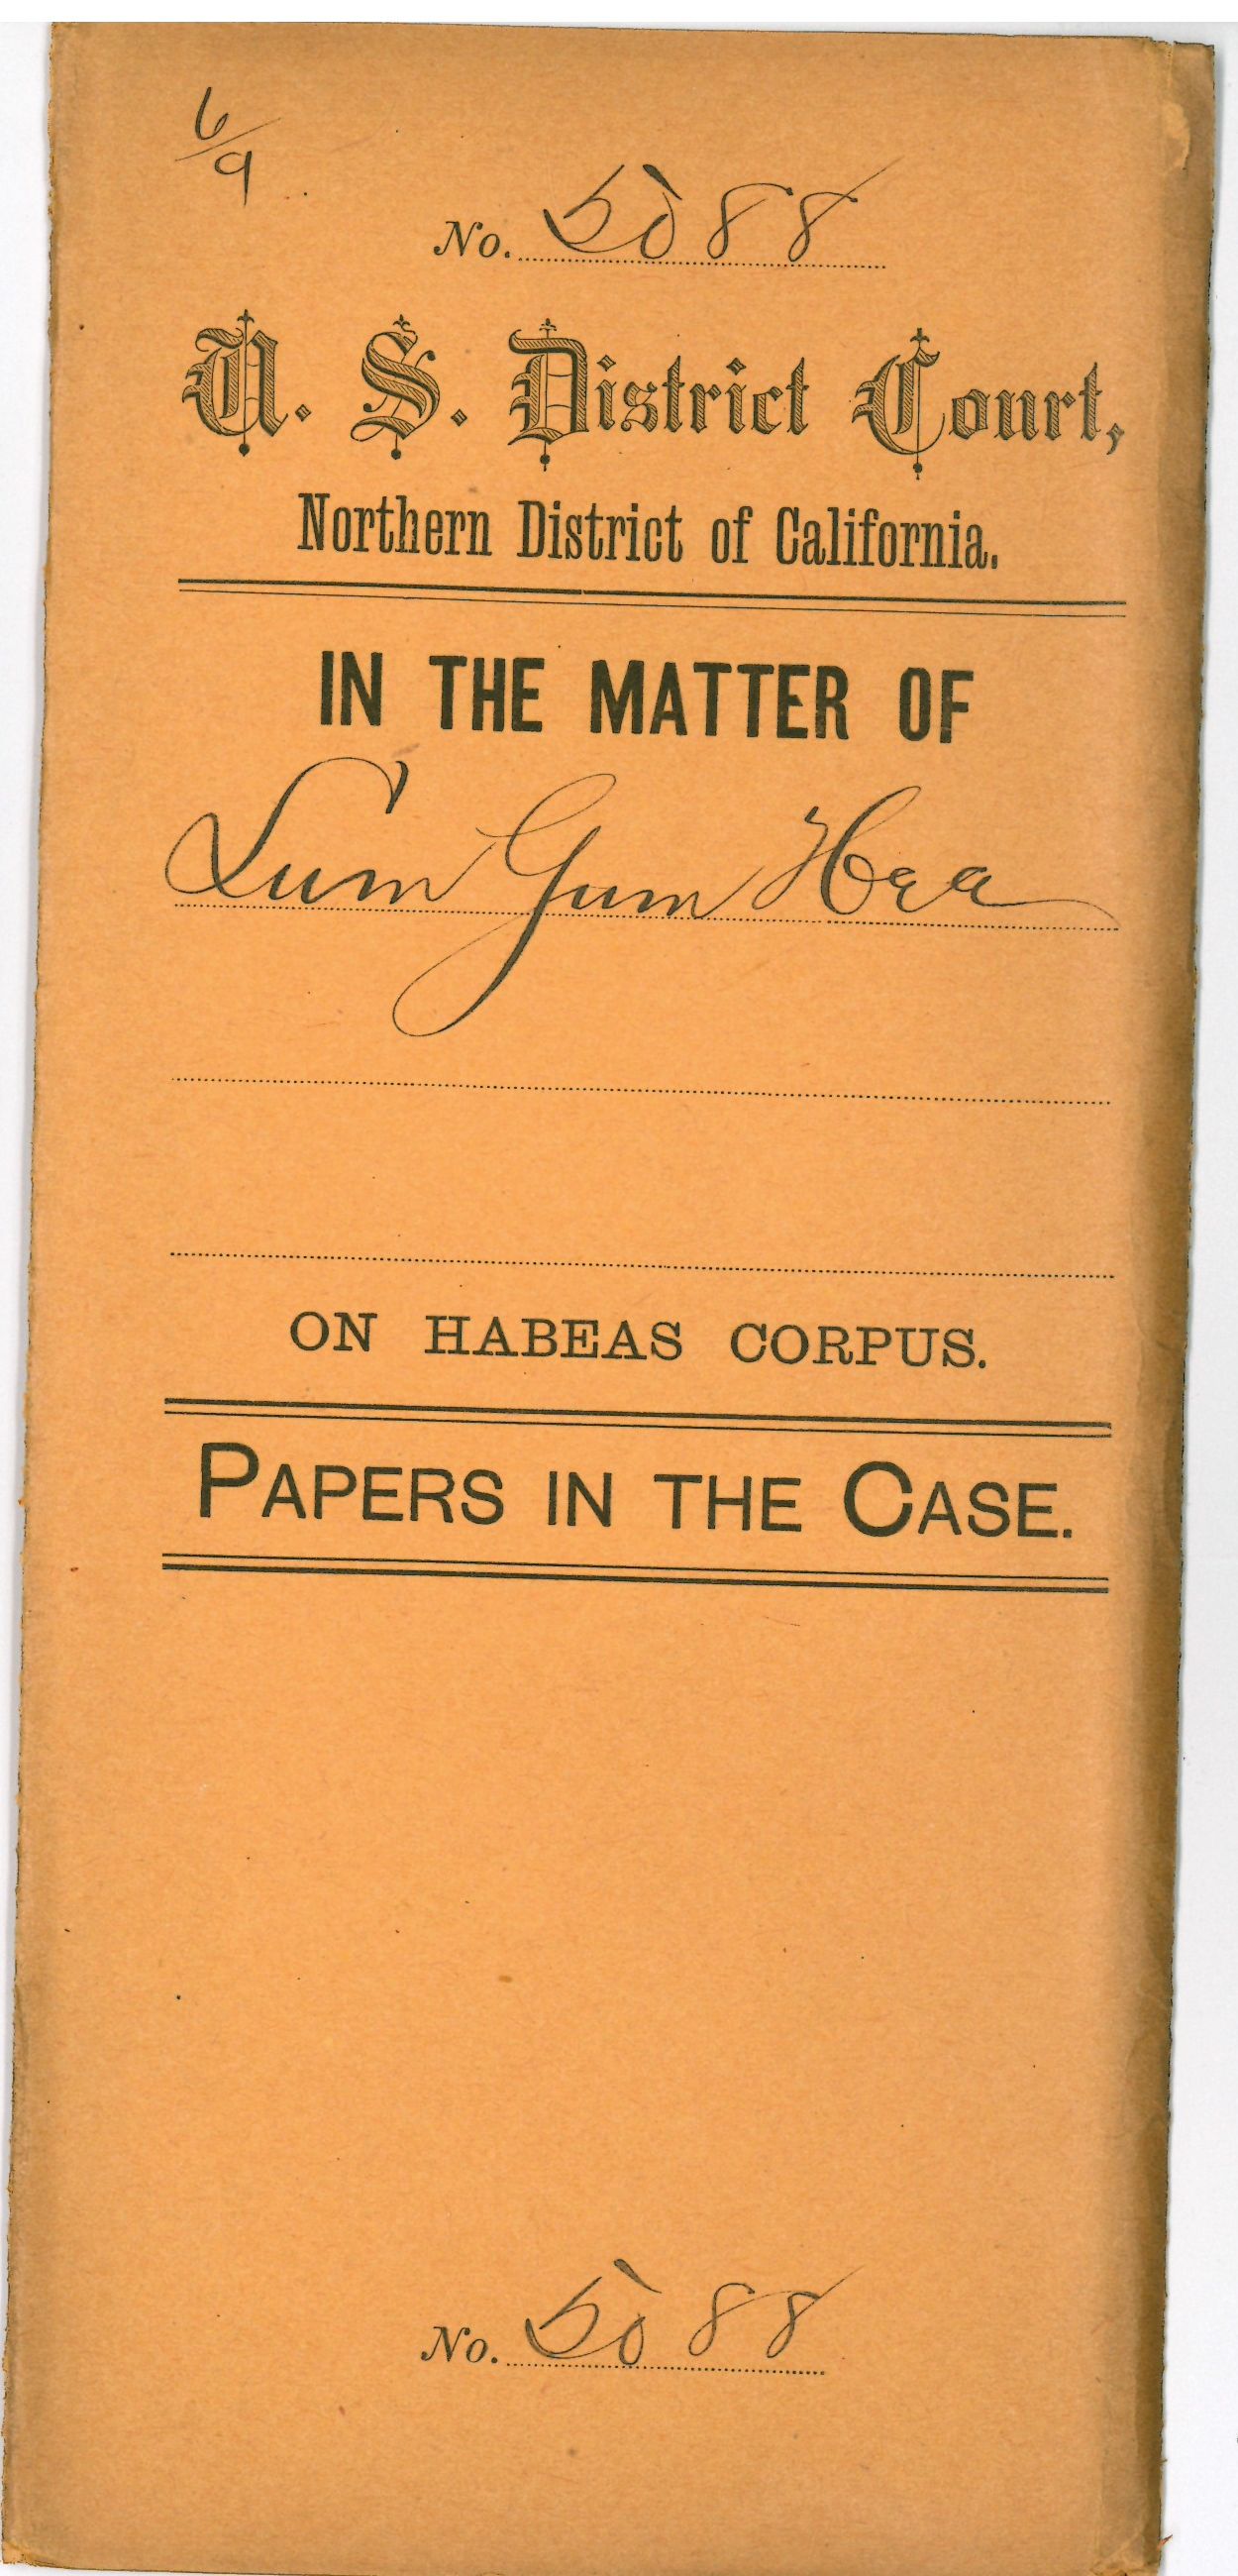 6/9
No. 5088
U. S. District Court,
Northern District of California.
IN THE MATTER OF
Lum Gum Hea
ON HABEAS CORPUS.
PAPERS IN THE CASE.
No. 5088